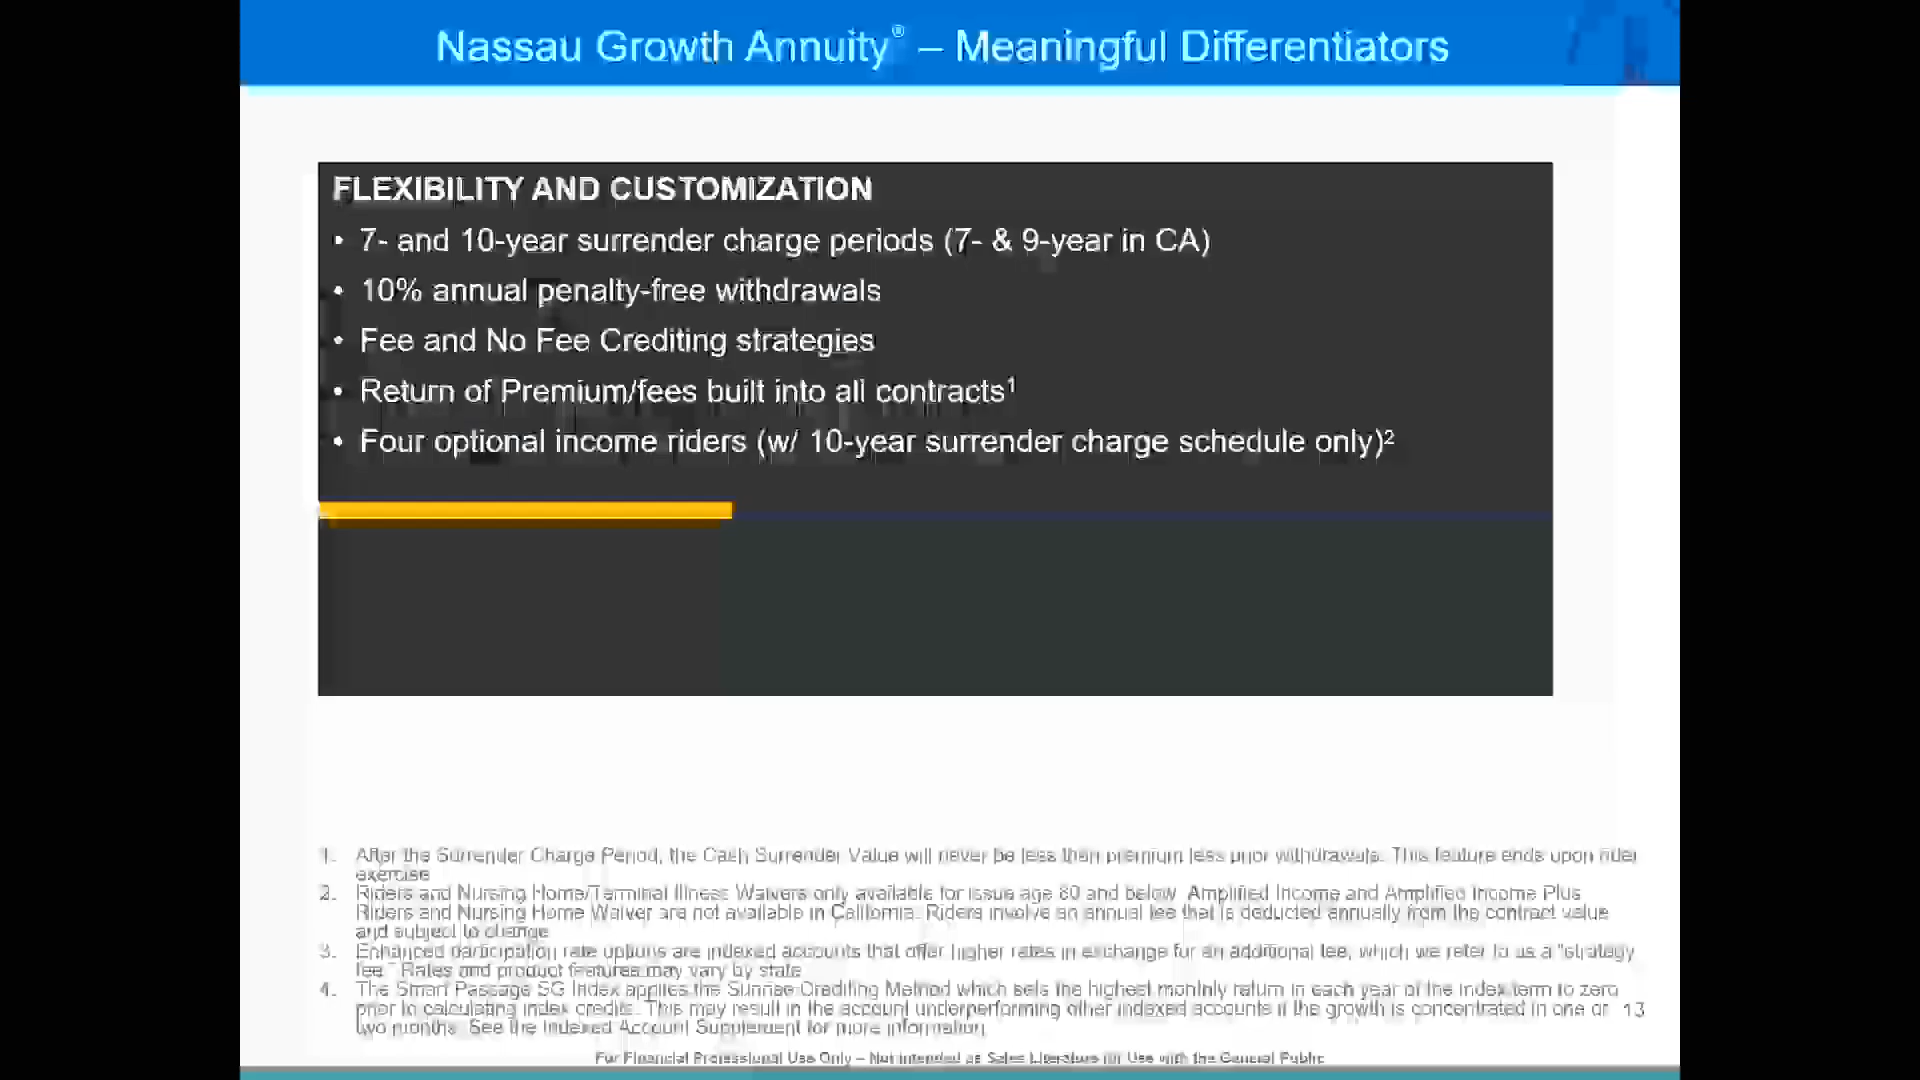 Nassau Growth Annuity® – Meaningful Differentiators
FLEXIBILITY AND CUSTOMIZATION
• 7- and 10-year surrender charge periods (7- & 9-year in CA)
• 10% annual penalty-free withdrawals
• Fee and No Fee Crediting strategies
• Return of Premium/fees built into all contracts¹
• Four optional income riders (w/ 10-year surrender charge schedule only)²
1. After the Surrender Charge Period, the Cash Surrender Value will never be less than premium less prior withdrawals. This feature ends upon rider
exercise
2. Riders and Nursing Home/Terminal Illness Waivers only available for issue age 80 and below. Amplified Income and Amplified Income Plus
Riders and Nursing Home Waiver are not available in California. Riders involve an annual fee that is deducted annually from the contract value
and subject to change
3. Enhanced participation rate options are indexed accounts that offer higher rates in exchange for an additional fee, which we refer to as a "strategy
fee." Rates and product features may vary by state
4. The Smart Passage SG Index applies the Sunrise Crediting Method which sets the highest monthly return in each year of the index term to zero
prior to calculating index credits. This may result in the account underperforming other indexed accounts if the growth is concentrated in one or
two months. See the Indexed Account Supplement for more information.
13
For Financial Professional Use Only – Not intended as Sales Literature for Use with the General Public